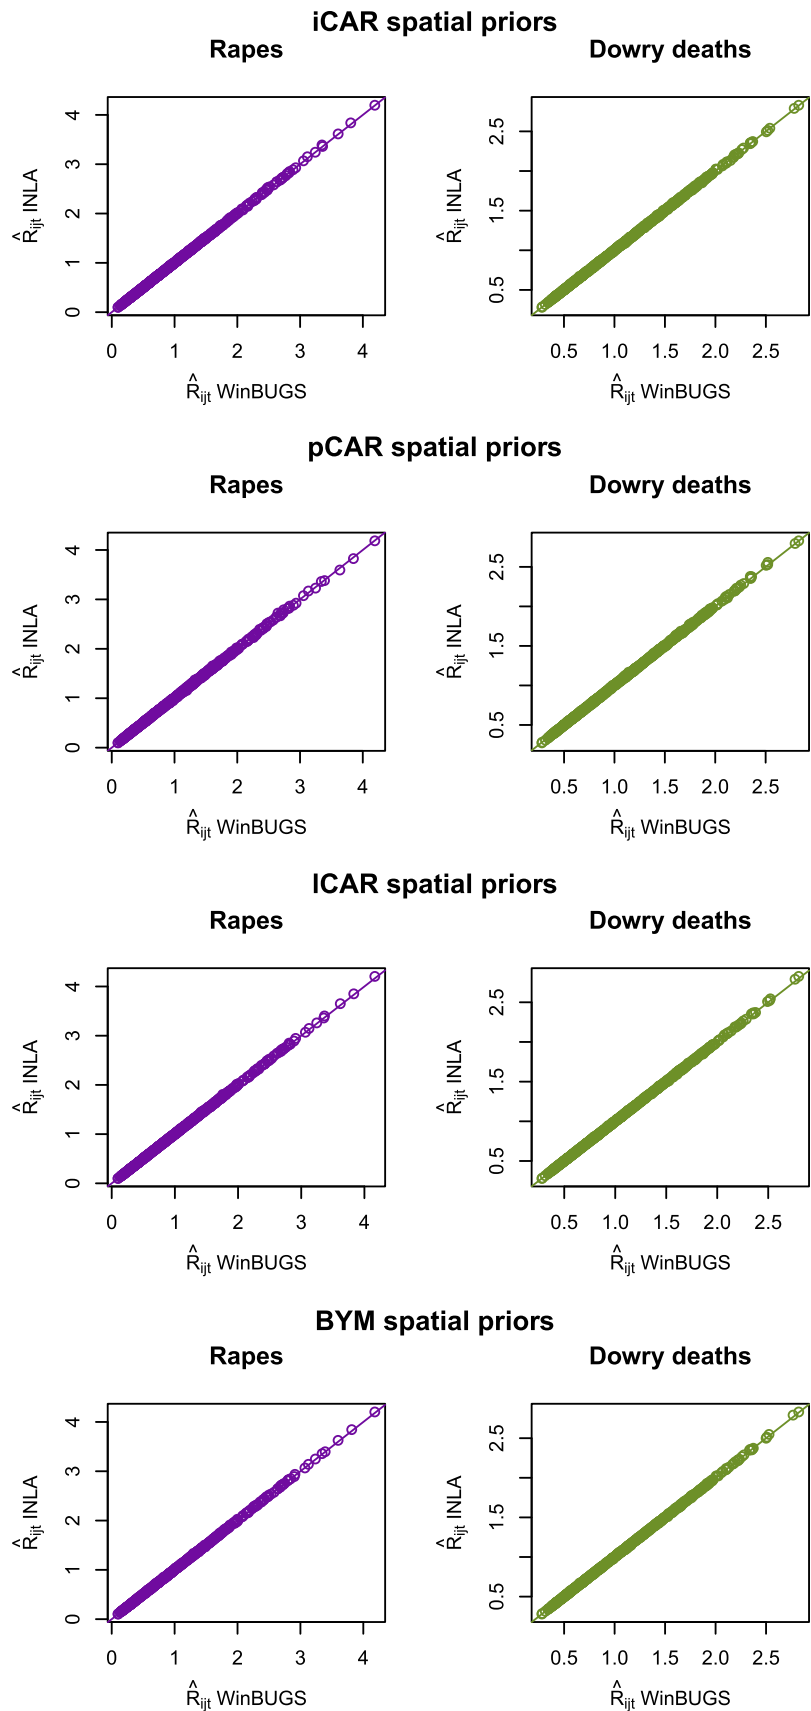 iCAR spatial priors
Rapes
Dowry deaths
4
3
2
1
0
R̂ijt INLA
0 1 2 3 4
R̂ijt WinBUGS
2.5
1.5
0.5
R̂ijt INLA
0.5 1.0 1.5 2.0 2.5
R̂ijt WinBUGS
pCAR spatial priors
Rapes
Dowry deaths
4
3
2
1
0
R̂ijt INLA
0 1 2 3 4
R̂ijt WinBUGS
2.5
1.5
0.5
R̂ijt INLA
0.5 1.0 1.5 2.0 2.5
R̂ijt WinBUGS
lCAR spatial priors
Rapes
Dowry deaths
4
3
2
1
0
R̂ijt INLA
0 1 2 3 4
R̂ijt WinBUGS
2.5
1.5
0.5
R̂ijt INLA
0.5 1.0 1.5 2.0 2.5
R̂ijt WinBUGS
BYM spatial priors
Rapes
Dowry deaths
4
3
2
1
0
R̂ijt INLA
0 1 2 3 4
R̂ijt WinBUGS
2.5
1.5
0.5
R̂ijt INLA
0.5 1.0 1.5 2.0 2.5
R̂ijt WinBUGS